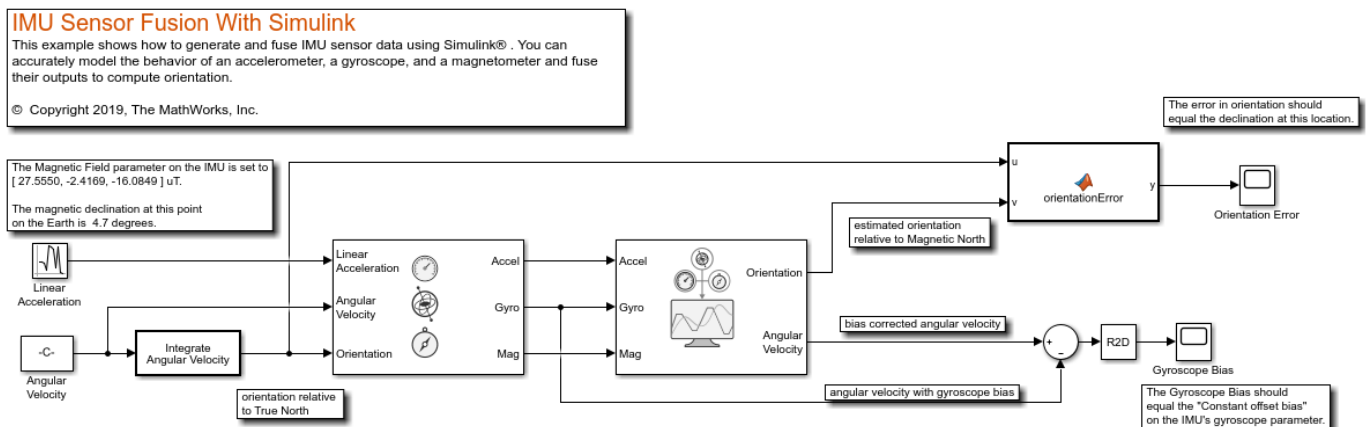 IMU Sensor Fusion With Simulink
This example shows how to generate and fuse IMU sensor data using Simulink® . You can
accurately model the behavior of an accelerometer, a gyroscope, and a magnetometer and fuse
their outputs to compute orientation.
© Copyright 2019, The MathWorks, Inc.
The error in orientation should
equal the declination at this location.
The Magnetic Field parameter on the IMU is set to
[ 27.5550, -2.4169, -16.0849 ] uT.
The magnetic declination at this point
on the Earth is 4.7 degrees.
u
v
orientationError
y
Orientation Error
estimated orientation
relative to Magnetic North
Linear
Acceleration
Linear
Acceleration
Angular
Velocity
Orientation
Accel
Gyro
Mag
Accel
Gyro
Mag
Orientation
Angular
Velocity
-C-
Angular
Velocity
Integrate
Angular Velocity
orientation relative
to True North
bias corrected angular velocity
angular velocity with gyroscope bias
+
−
R2D
Gyroscope Bias
The Gyroscope Bias should
equal the "Constant offset bias"
on the IMU's gyroscope parameter.